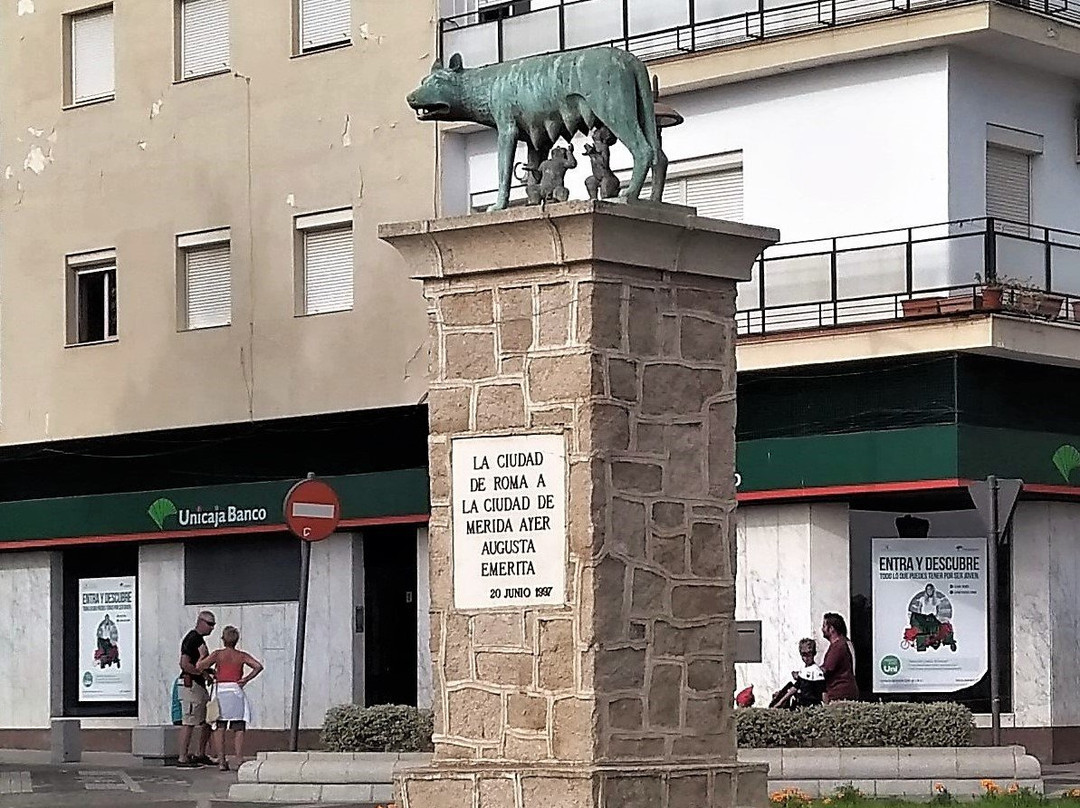 LA CIUDAD
DE ROMA A
LA CIUDAD DE
MERIDA AYER
AUGUSTA
EMERITA
20 JUNIO 1997
Unicaja Banco
C
ENTRA Y DESCUBRE
ENTRA Y DESCUBRE
TODO LO QUE PUEDES TENER POR SER JOVEN
Uni